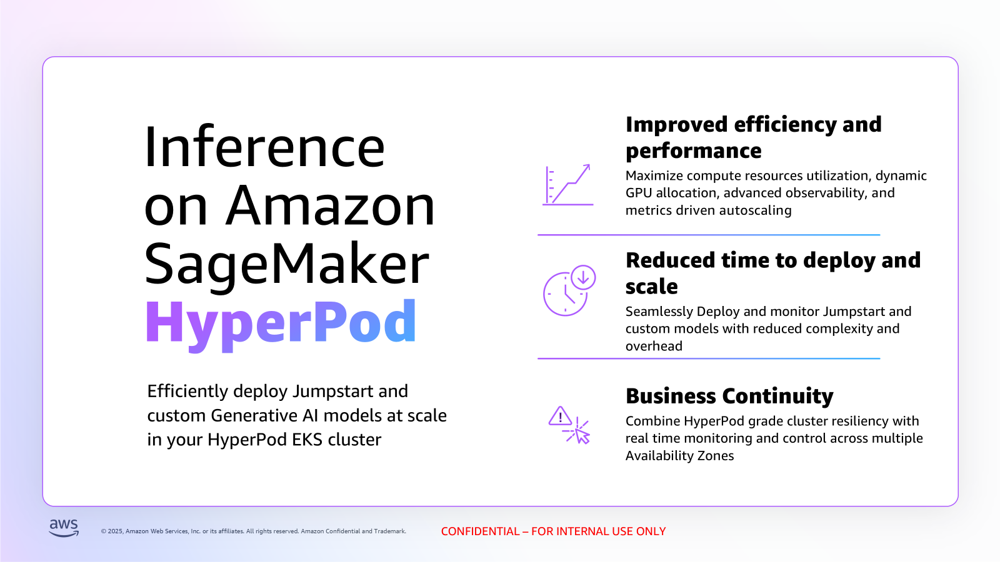 Inference
on Amazon
SageMaker
HyperPod
Efficiently deploy Jumpstart and
custom Generative AI models at scale
in your HyperPod EKS cluster
Improved efficiency and
performance
Maximize compute resources utilization, dynamic
GPU allocation, advanced observability, and
metrics driven autoscaling
Reduced time to deploy and
scale
Seamlessly Deploy and monitor Jumpstart and
custom models with reduced complexity and
overhead
Business Continuity
Combine HyperPod grade cluster resiliency with
real time monitoring and control across multiple
Availability Zones
aws
© 2025, Amazon Web Services, Inc. or its affiliates. All rights reserved. Amazon Confidential and Trademark.
CONFIDENTIAL – FOR INTERNAL USE ONLY